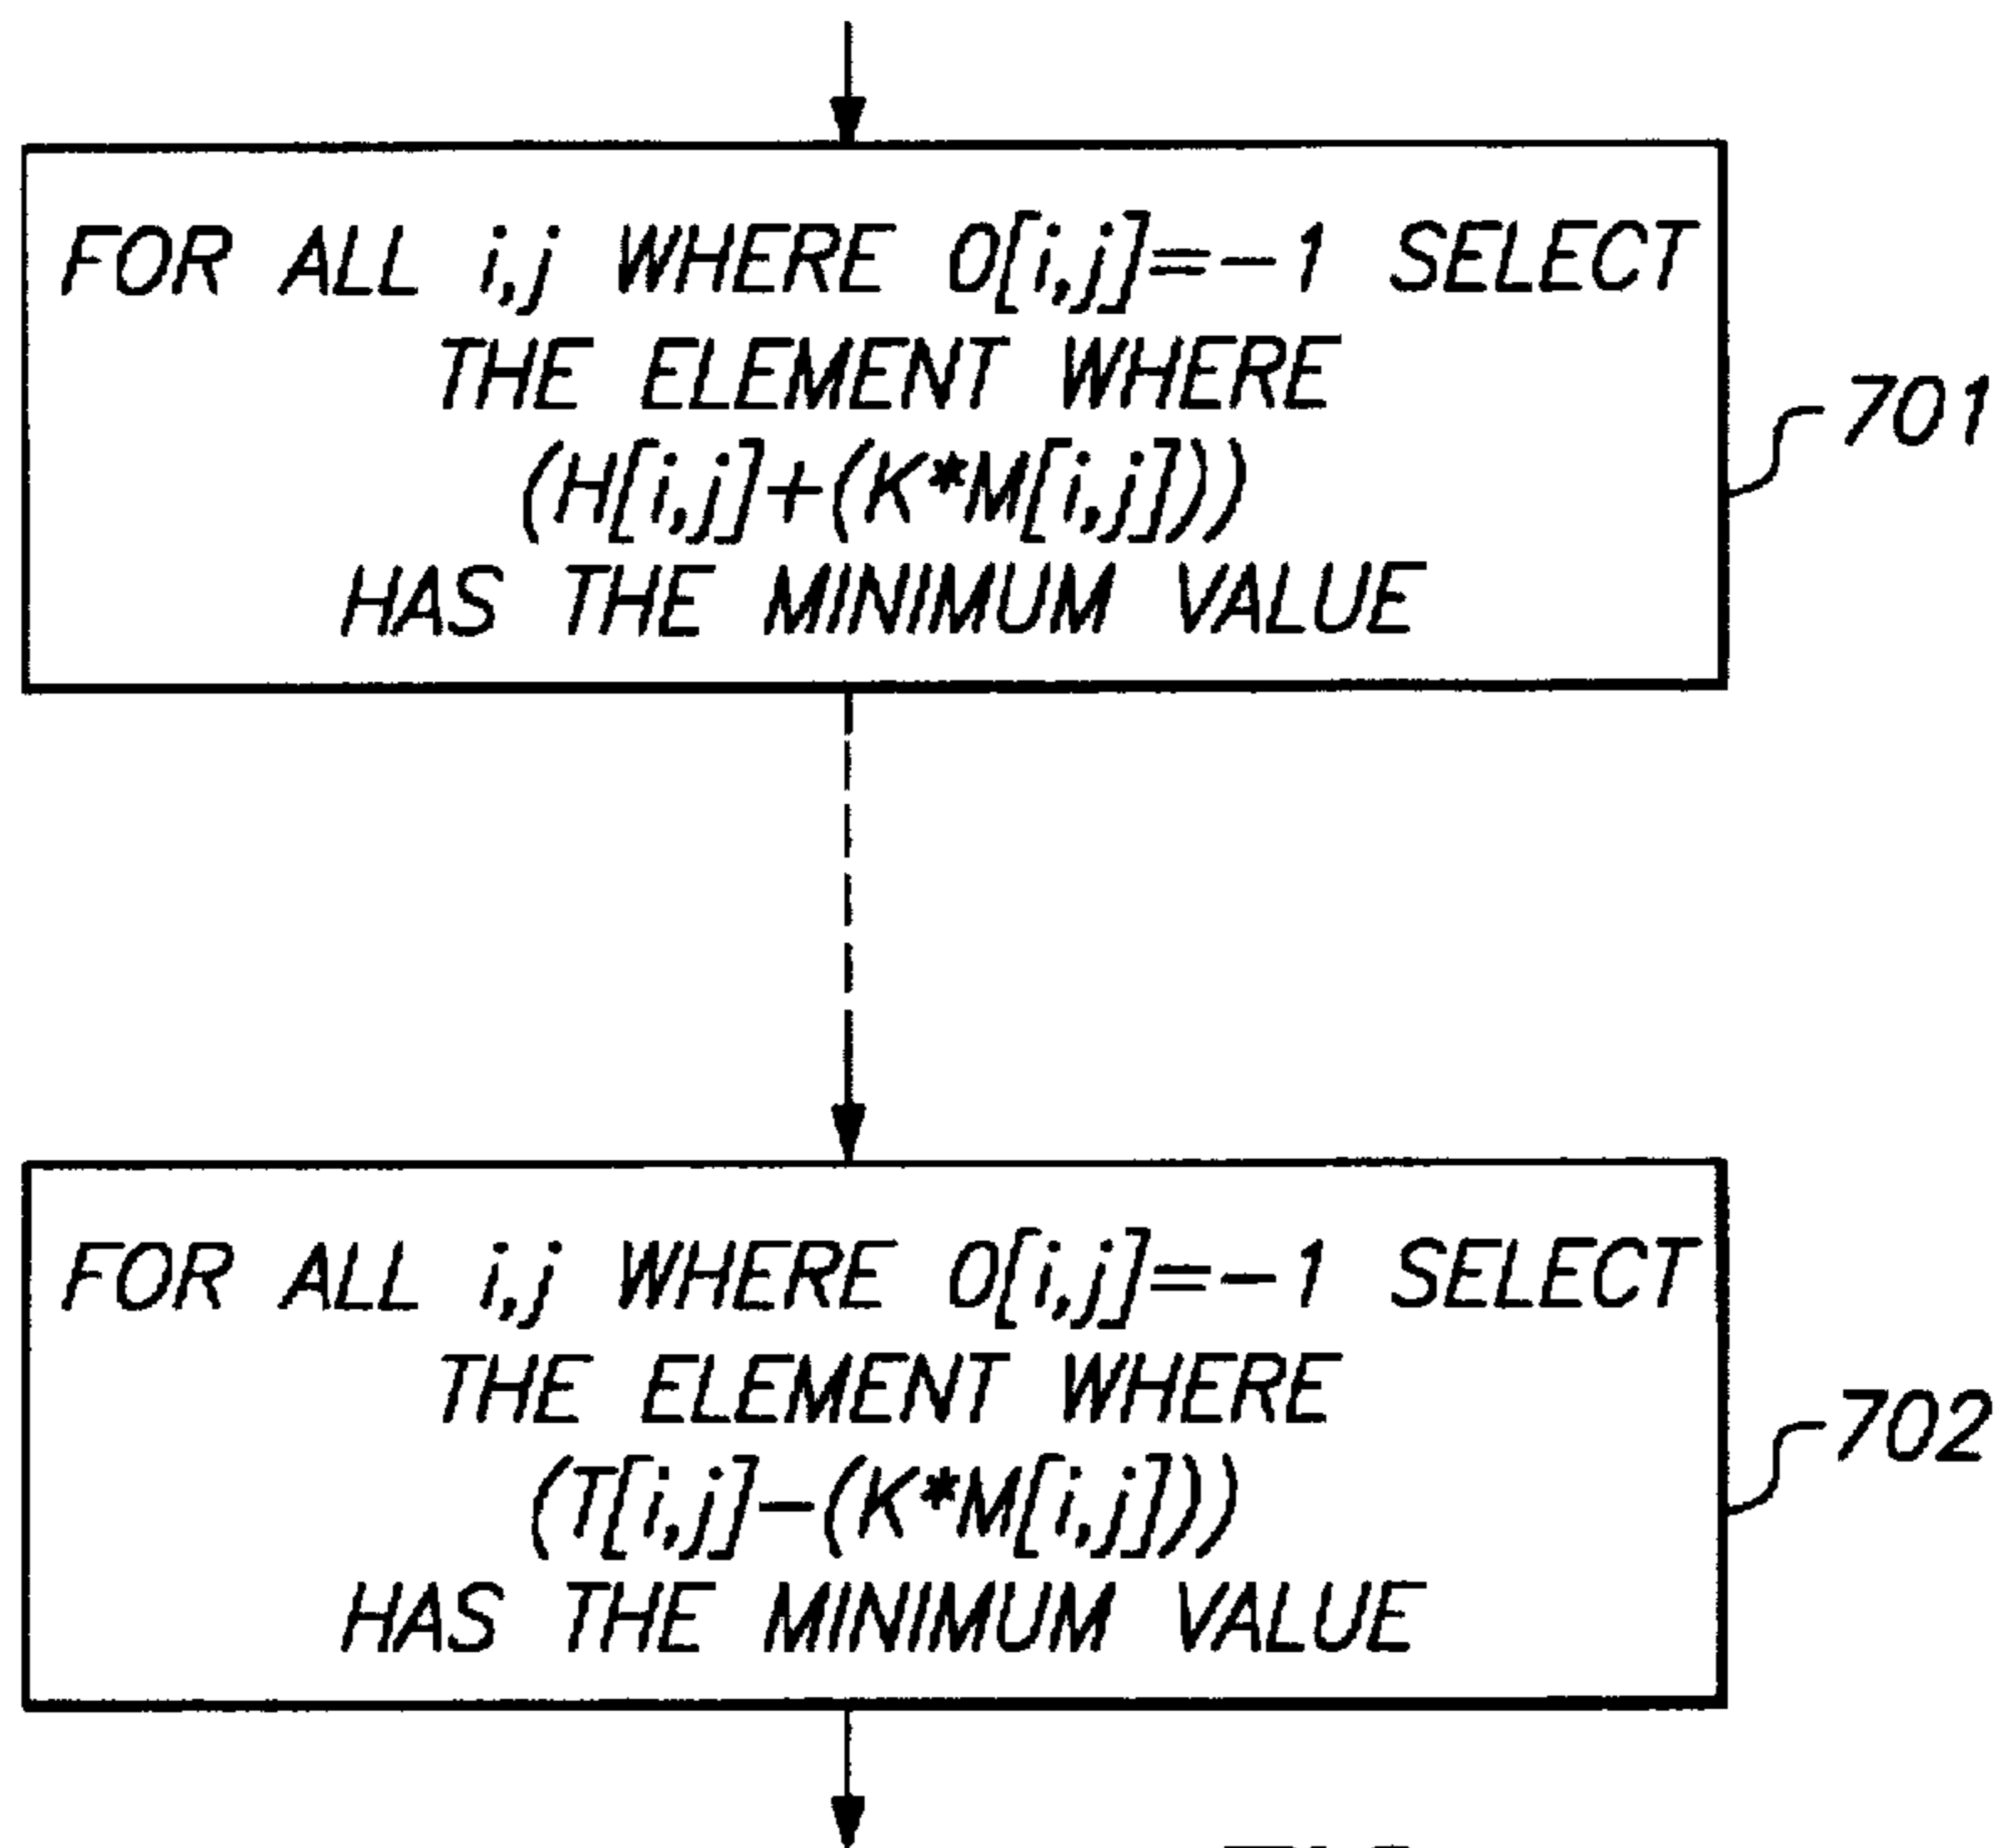 FOR ALL i,j WHERE O[i,j]=-1 SELECT
THE ELEMENT WHERE
(H[i,j]+(K*M[i,j]))
HAS THE MINIMUM VALUE
701
FOR ALL i,j WHERE O[i,j]=-1 SELECT
THE ELEMENT WHERE
(T[i,j]-(K*M[i,j]))
HAS THE MINIMUM VALUE
702